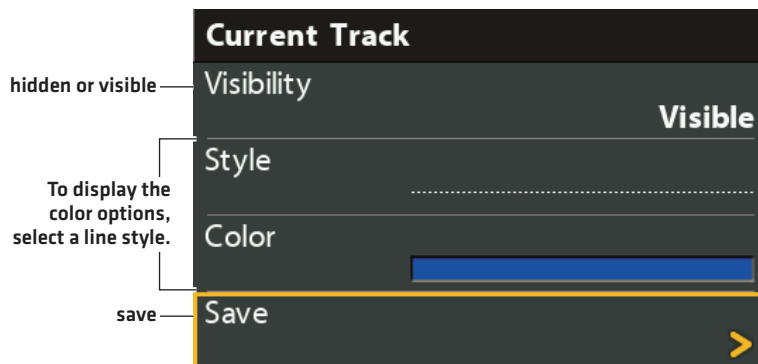 Current Track
hidden or visible
Visibility
Visible
Style
To display the
color options,
select a line style.
Color
save
Save